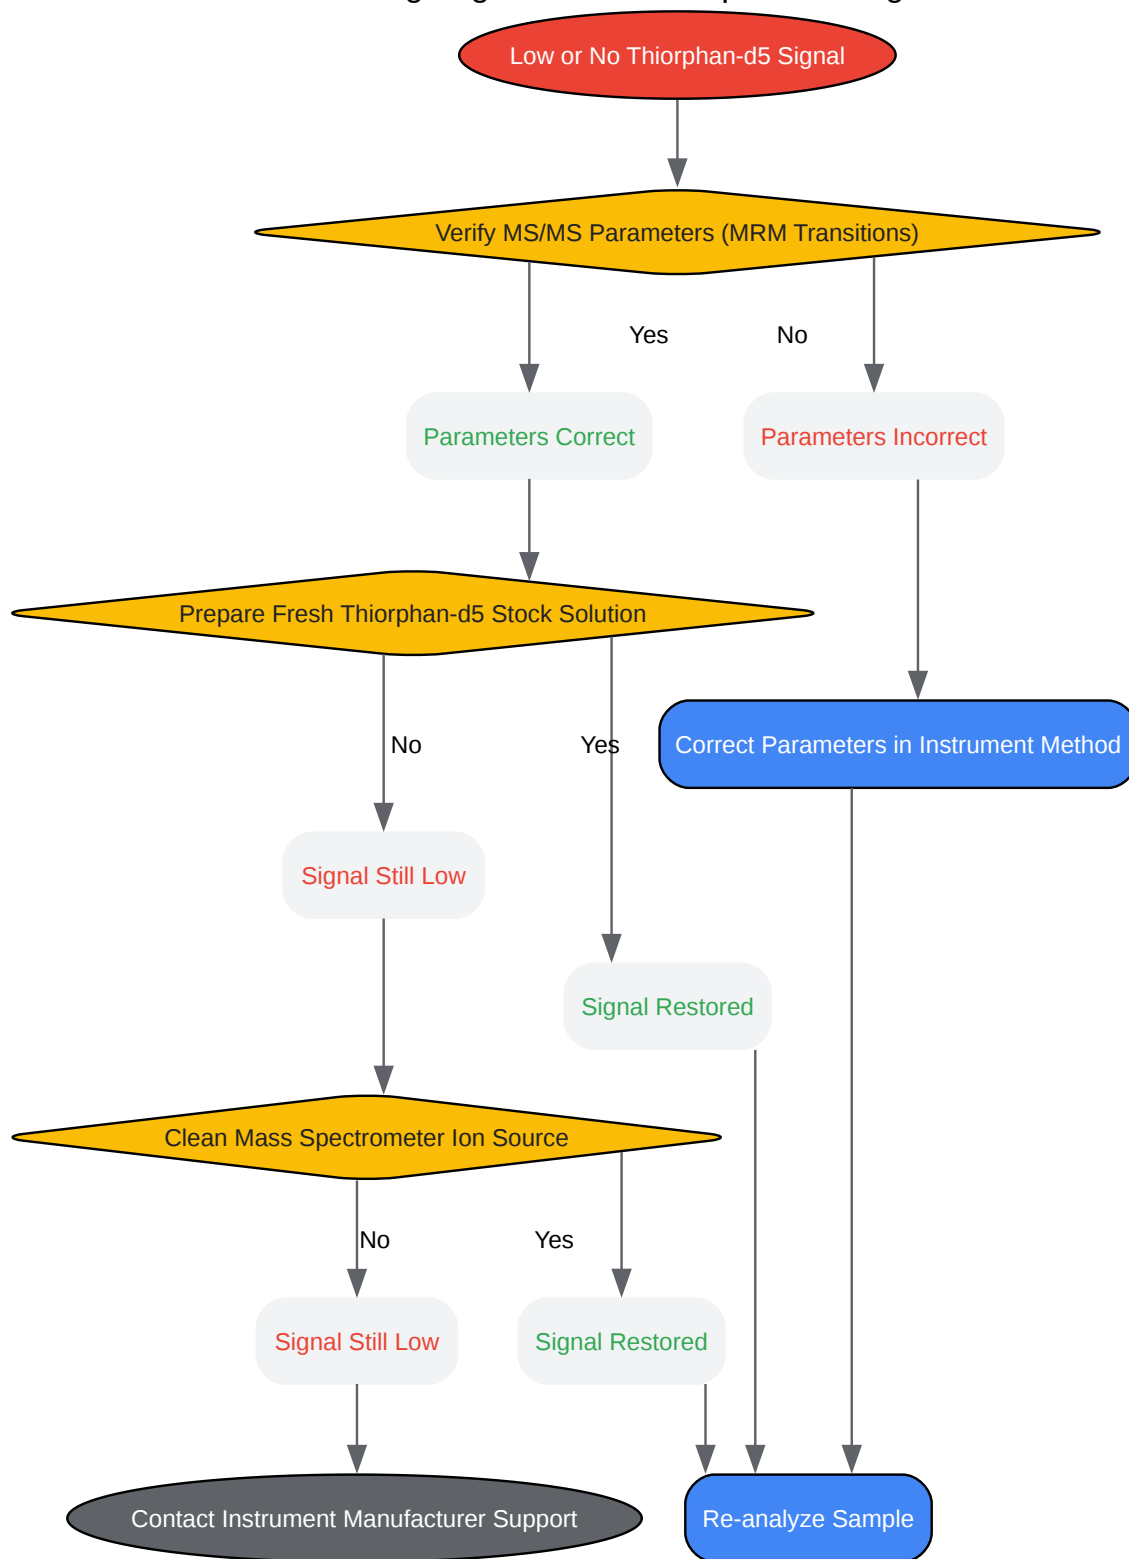 Low or No Thiorphan-d5 Signal
Verify MS/MS Parameters (MRM Transitions)
Yes
No
Parameters Correct
Parameters Incorrect
Prepare Fresh Thiorphan-d5 Stock Solution
No
Yes
Correct Parameters in Instrument Method
Signal Still Low
Signal Restored
Clean Mass Spectrometer Ion Source
No
Yes
Signal Still Low
Signal Restored
Contact Instrument Manufacturer Support
Re-analyze Sample